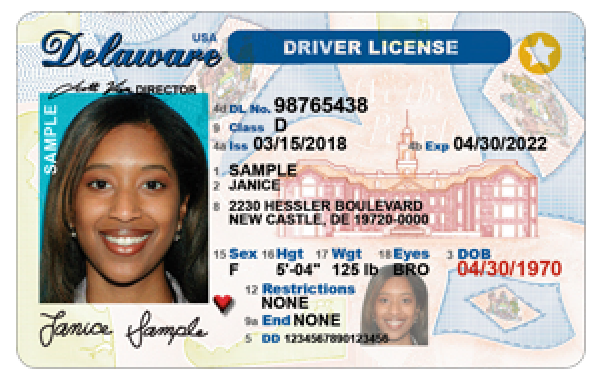 Delaware USA
DRIVER LICENSE
DIRECTOR
SAMPLE
4d DL No. 98765438
9 Class D
4a Iss 03/15/2018 4b Exp 04/30/2022
1 SAMPLE
2 JANICE
8 2230 HESSLER BOULEVARD
NEW CASTLE, DE 19720-0000
15 Sex 16 Hgt 17 Wgt 18 Eyes 3 DOB
F 5'-04" 125 lb BRO 04/30/1970
12 Restrictions
NONE
9a End NONE
5 DD 1234567890123456
Janice Sample